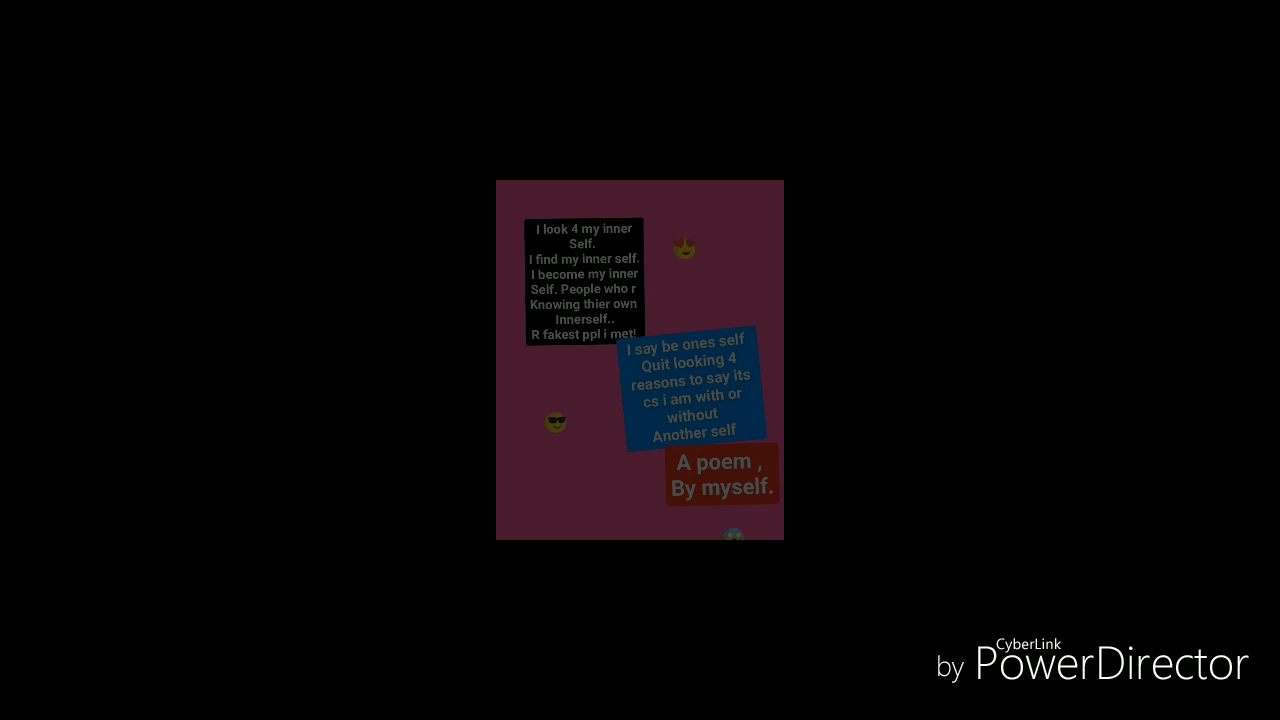 I look 4 my inner
Self.
I find my inner self.
I become my inner
Self. People who r
Knowing thier own
Innerself..
R fakest ppl i met!
I say be ones self
Quit looking 4
reasons to say its
cs i am with or
without
Another self
A poem ,
By myself.
CyberLink
by PowerDirector